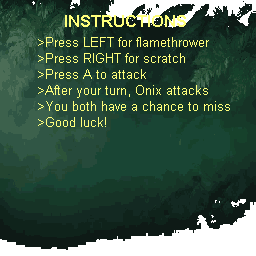 INSTRUCTIONS
>Press LEFT for flamethrower
>Press RIGHT for scratch
>Press A to attack
>After your turn, Onix attacks
>You both have a chance to miss
>Good luck!